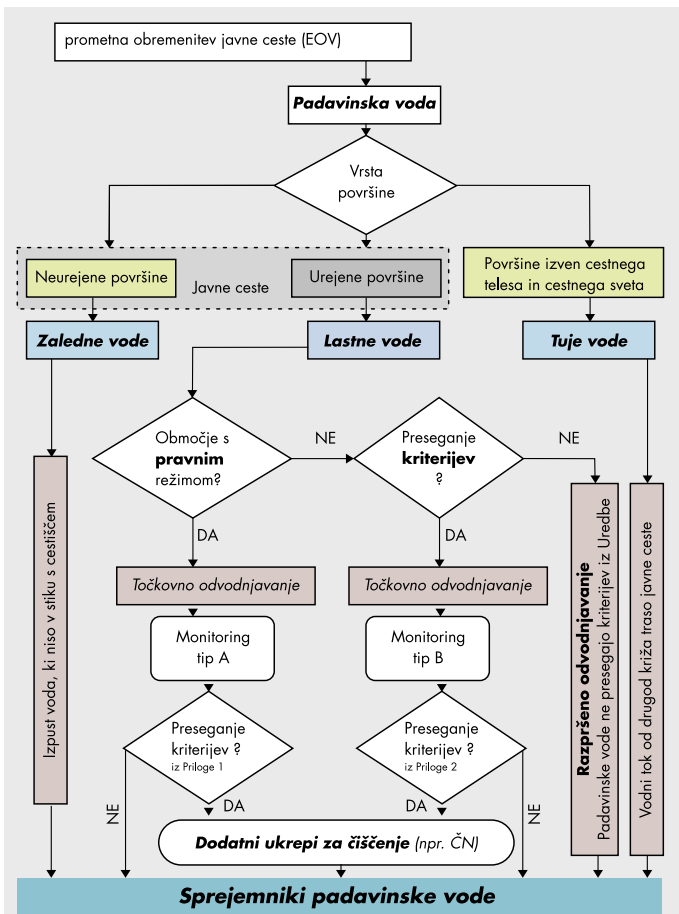 prometna obremenitev javne ceste (EOV)
Padavinska voda
Vrsta
površine
Neurejene površine
Javne ceste
Urejene površine
Površine izven cestnega
telesa in cestnega sveta
Zaledne vode
Lastne vode
Tuje vode
Območje s
pravnim
režimom?
NE
Preseganje
kriterijev
?
NE
DA
DA
Izpust voda, ki niso v stiku s cestiščem
Točkovno odvodnjavanje
Točkovno odvodnjavanje
Razpršeno odvodnjavanje
Padavinske vode ne presegajo kriterijev iz Uredbe
Vodni tok od drugod križa traso javne ceste
Monitoring
tip A
Monitoring
tip B
Preseganje
kriterijev ?
iz Priloge 1
Preseganje
kriterijev ?
iz Priloge 2
NE
DA
DA
NE
Dodatni ukrepi za čiščenje (npr. ČN)
Sprejemniki padavinske vode